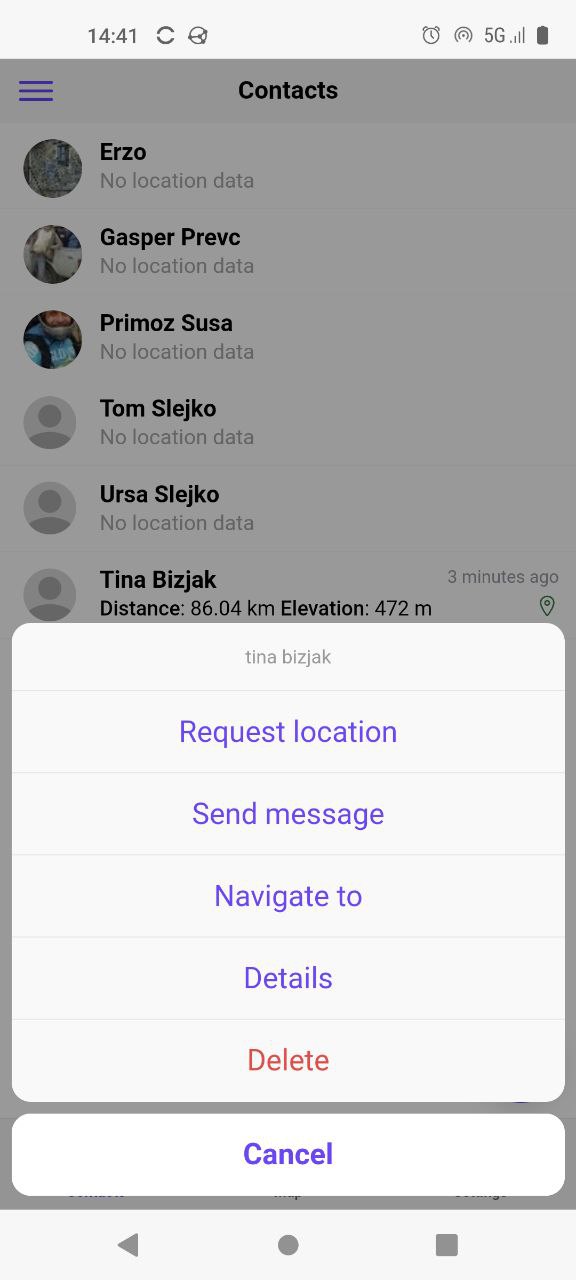 14:41 5G
Contacts
Erzo
No location data
Gasper Prevc
No location data
Primoz Susa
No location data
Tom Slejko
No location data
Ursa Slejko
No location data
Tina Bizjak 3 minutes ago
Distance: 86.04 km Elevation: 472 m
tina bizjak
Request location
Send message
Navigate to
Details
Delete
Cancel